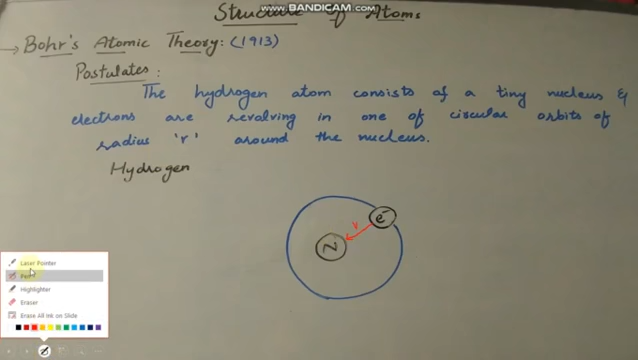 Structure of Atoms
WWW.BANDICAM.COM
→ Bohr's Atomic Theory: (1913)
Postulates:
The hydrogen atom consists of a tiny nucleus &
electrons are revolving in one of circular orbits of
radius 'r' around the nucleus.
Hydrogen
e⁻
r
N
Laser Pointer
Pen
Highlighter
Eraser
Erase All Ink on Slide